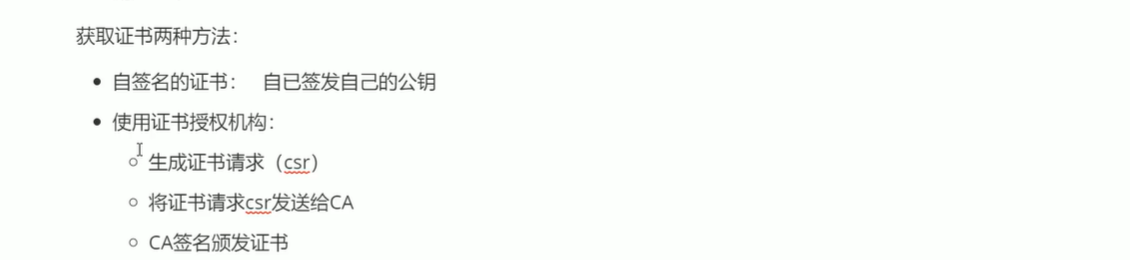 获取证书两种方法：
自签名的证书： 自已签发自己的公钥
使用证书授权机构：
生成证书请求（csr）
将证书请求csr发送给CA
CA签名颁发证书